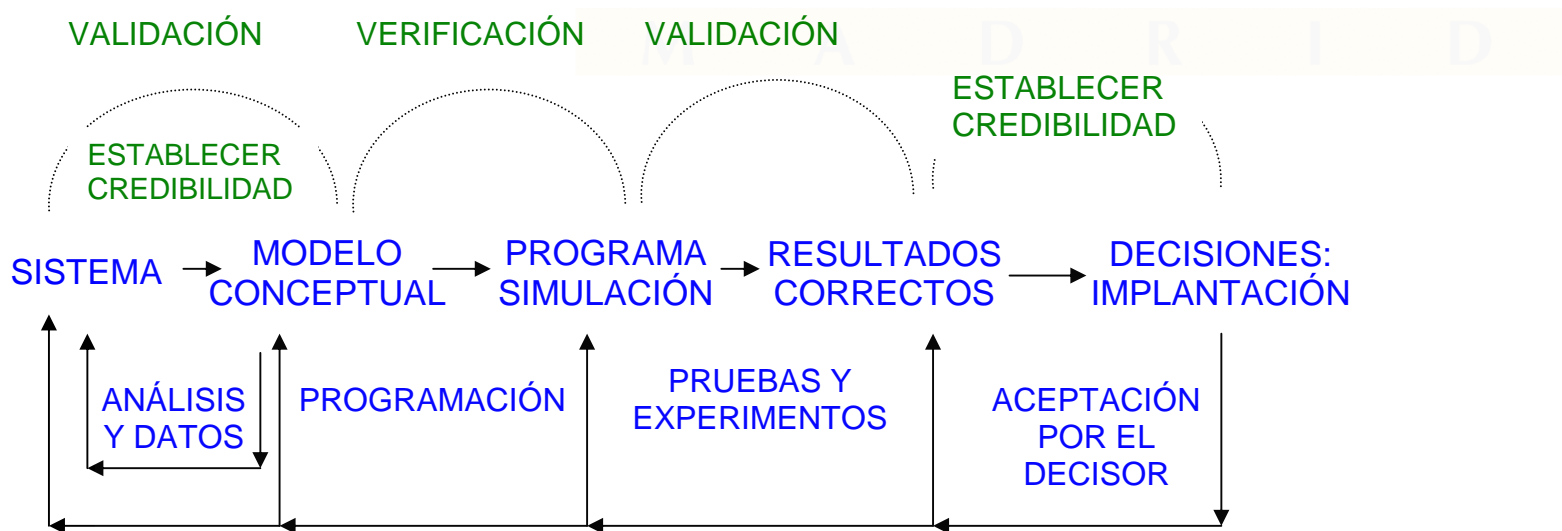 M A D R I D
VALIDACIÓN VERIFICACIÓN VALIDACIÓN
ESTABLECER
CREDIBILIDAD
ESTABLECER
CREDIBILIDAD
SISTEMA
MODELO
CONCEPTUAL
PROGRAMA
SIMULACIÓN
RESULTADOS
CORRECTOS
DECISIONES:
IMPLANTACIÓN
ANÁLISIS
Y DATOS
PROGRAMACIÓN
PRUEBAS Y
EXPERIMENTOS
ACEPTACIÓN
POR EL
DECISOR